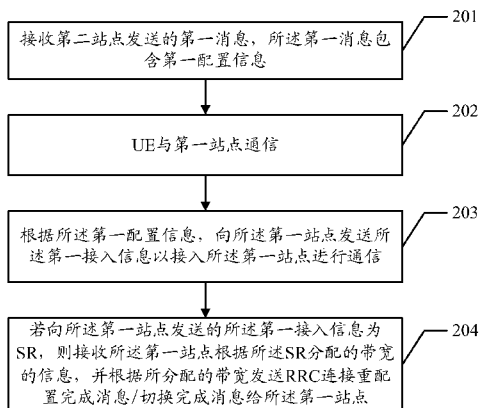 接收第二站点发送的第一消息，所述第一消息包
含第一配置信息
201
UE与第一站点通信
202
根据所述第一配置信息，向所述第一站点发送所
述第一接入信息以接入所述第一站点进行通信
203
若向所述第一站点发送的所述第一接入信息为
SR，则接收所述第一站点根据所述SR分配的带宽
的信息，并根据所分配的带宽发送RRC连接重配
置完成消息/切换完成消息给所述第一站点
204